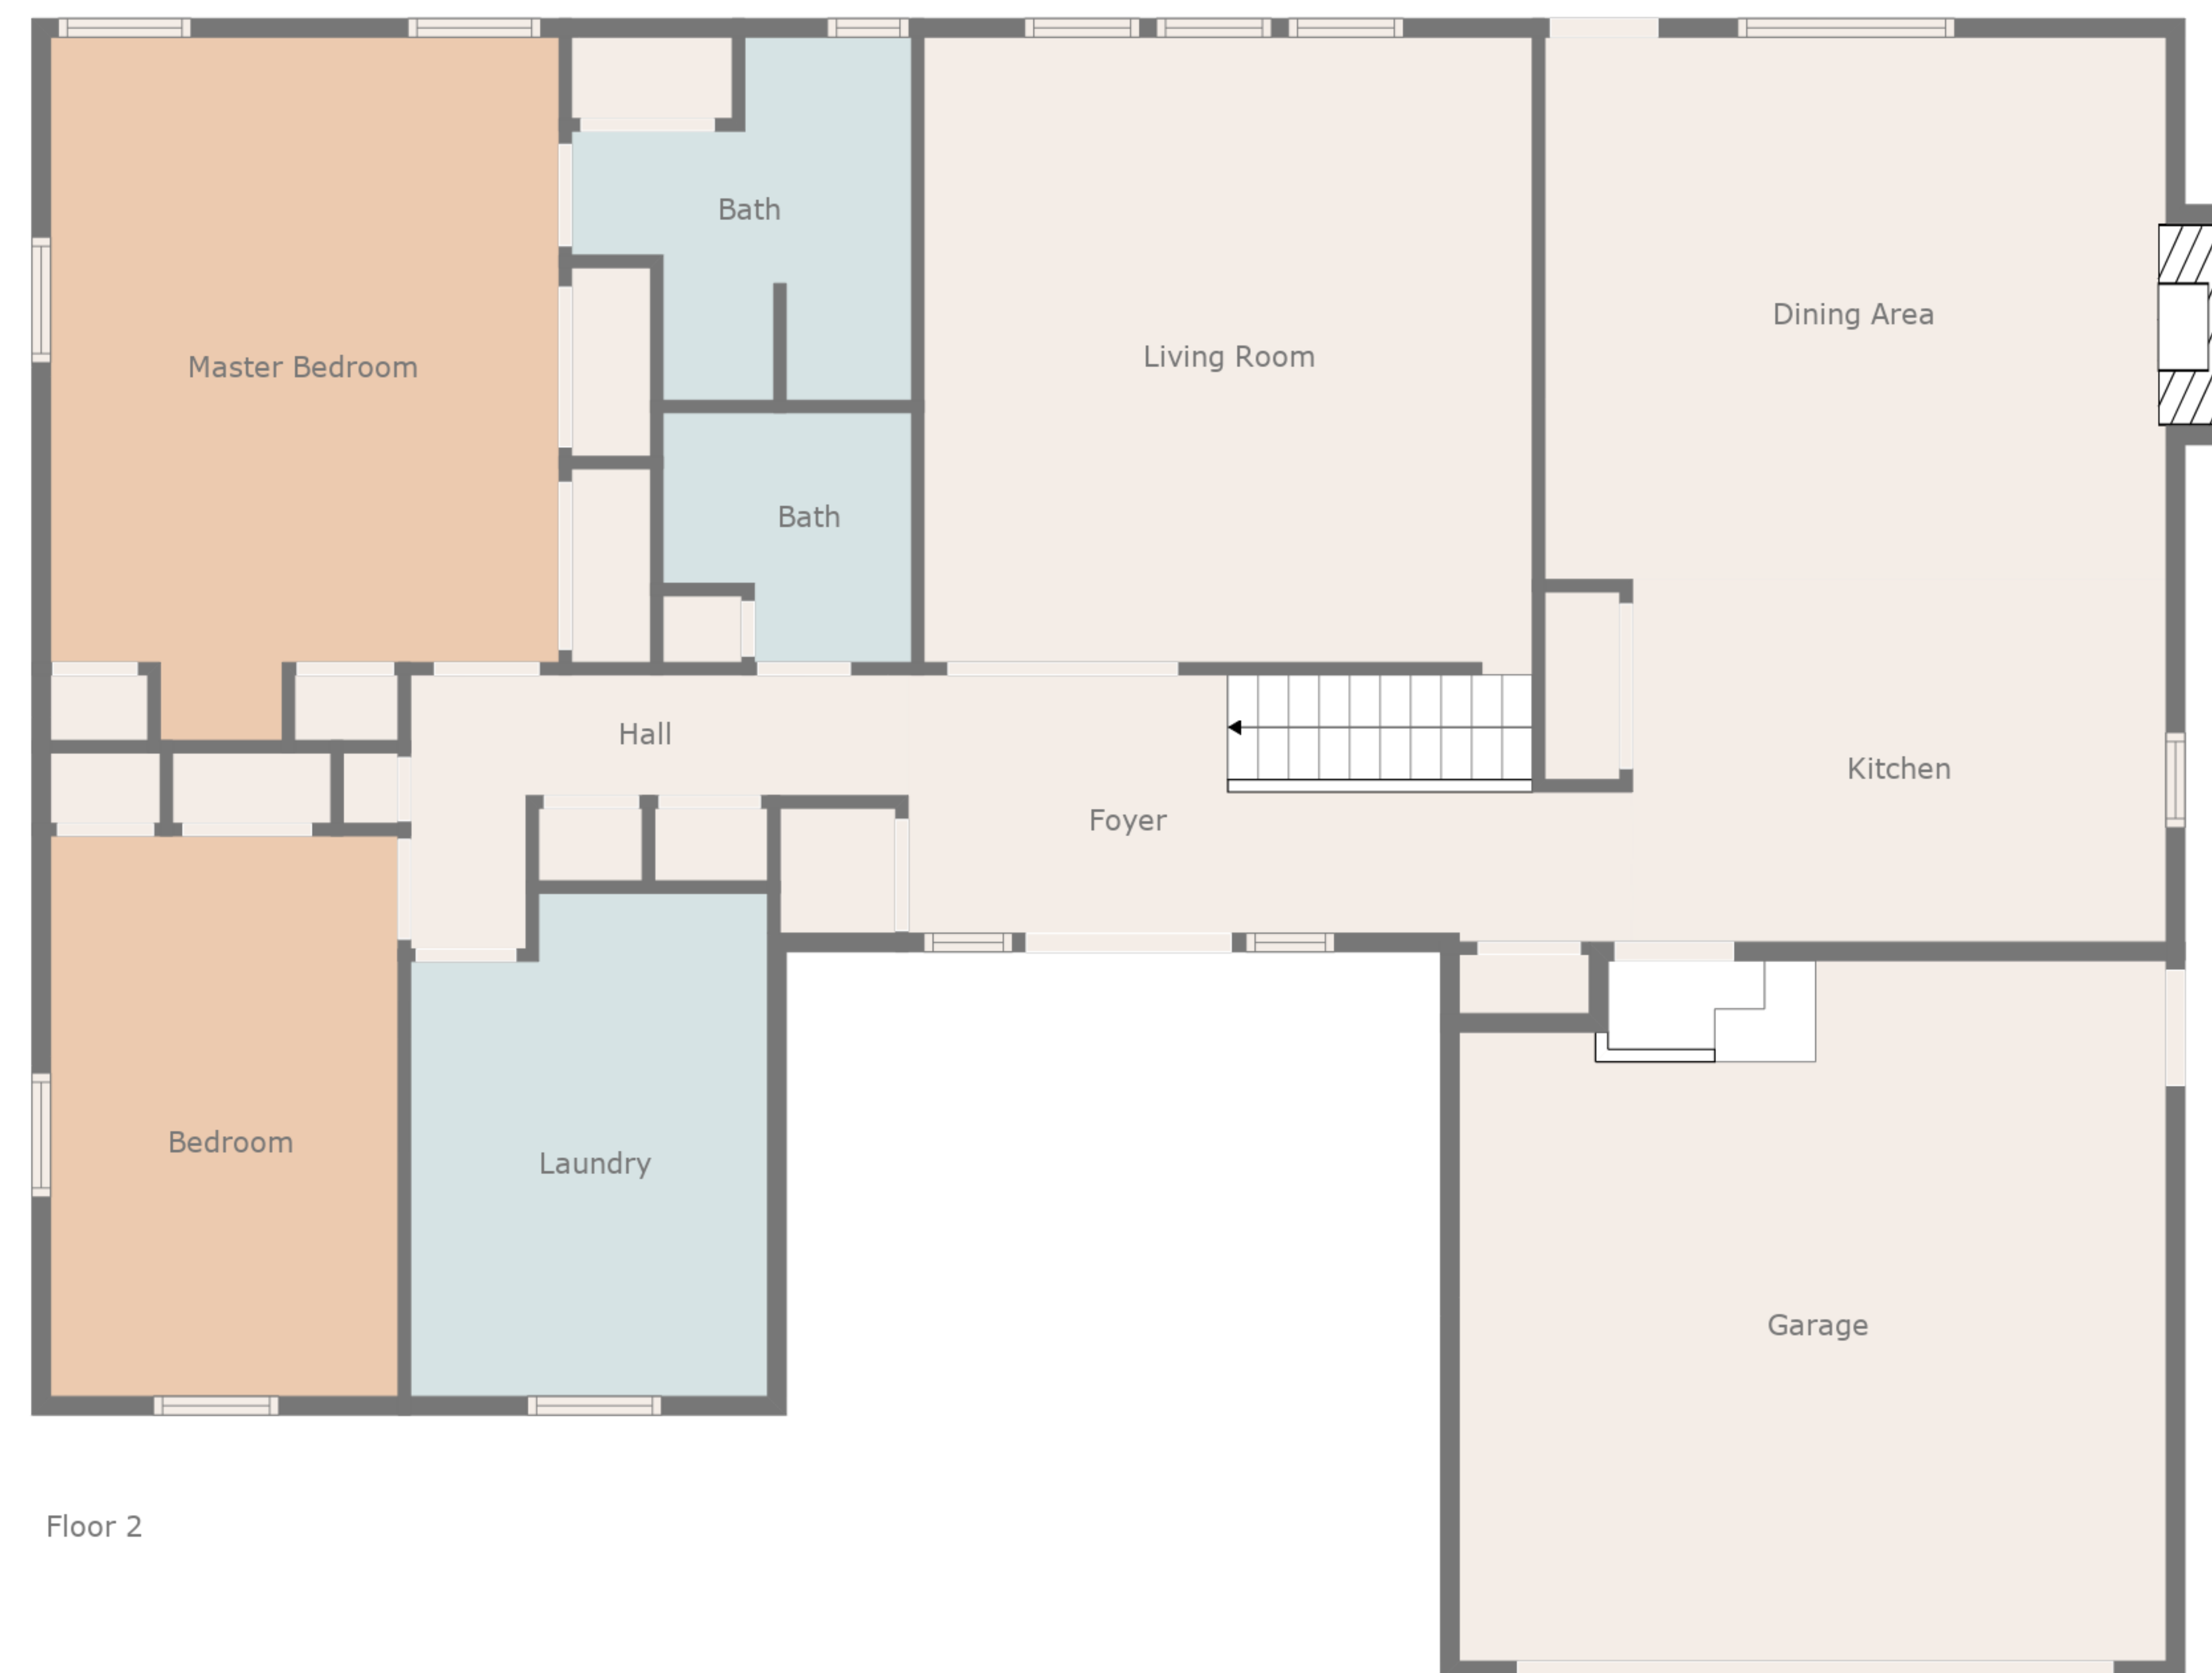 Bath
Dining Area
Living Room
Master Bedroom
Bath
Hall
Kitchen
Foyer
Bedroom
Laundry
Garage
Floor 2